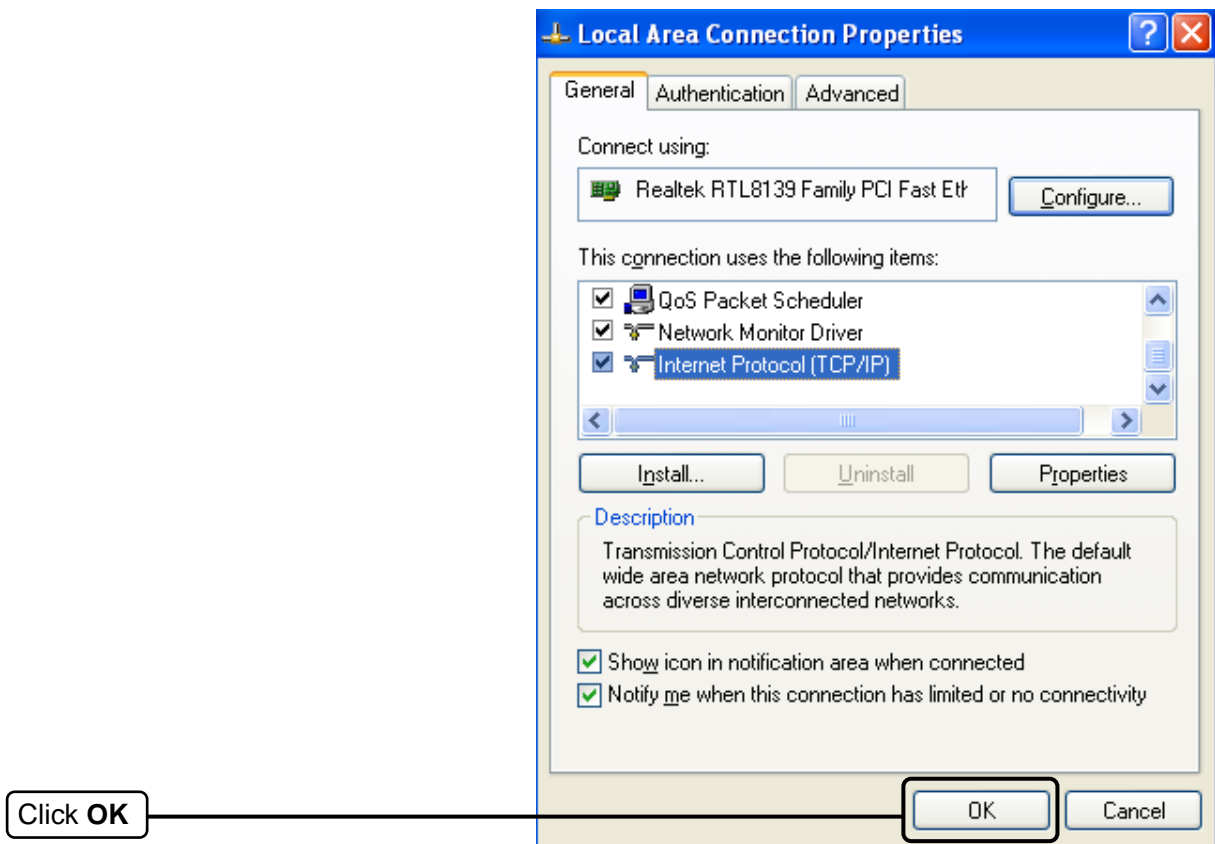 Local Area Connection Properties
General Authentication Advanced
Connect using:
Realtek RTL8139 Family PCI Fast Eth
Configure...
This connection uses the following items:
QoS Packet Scheduler
Network Monitor Driver
Internet Protocol (TCP/IP)
Install... Uninstall Properties
Description
Transmission Control Protocol/Internet Protocol. The default
wide area network protocol that provides communication
across diverse interconnected networks.
Show icon in notification area when connected
Notify me when this connection has limited or no connectivity
Click OK
OK Cancel